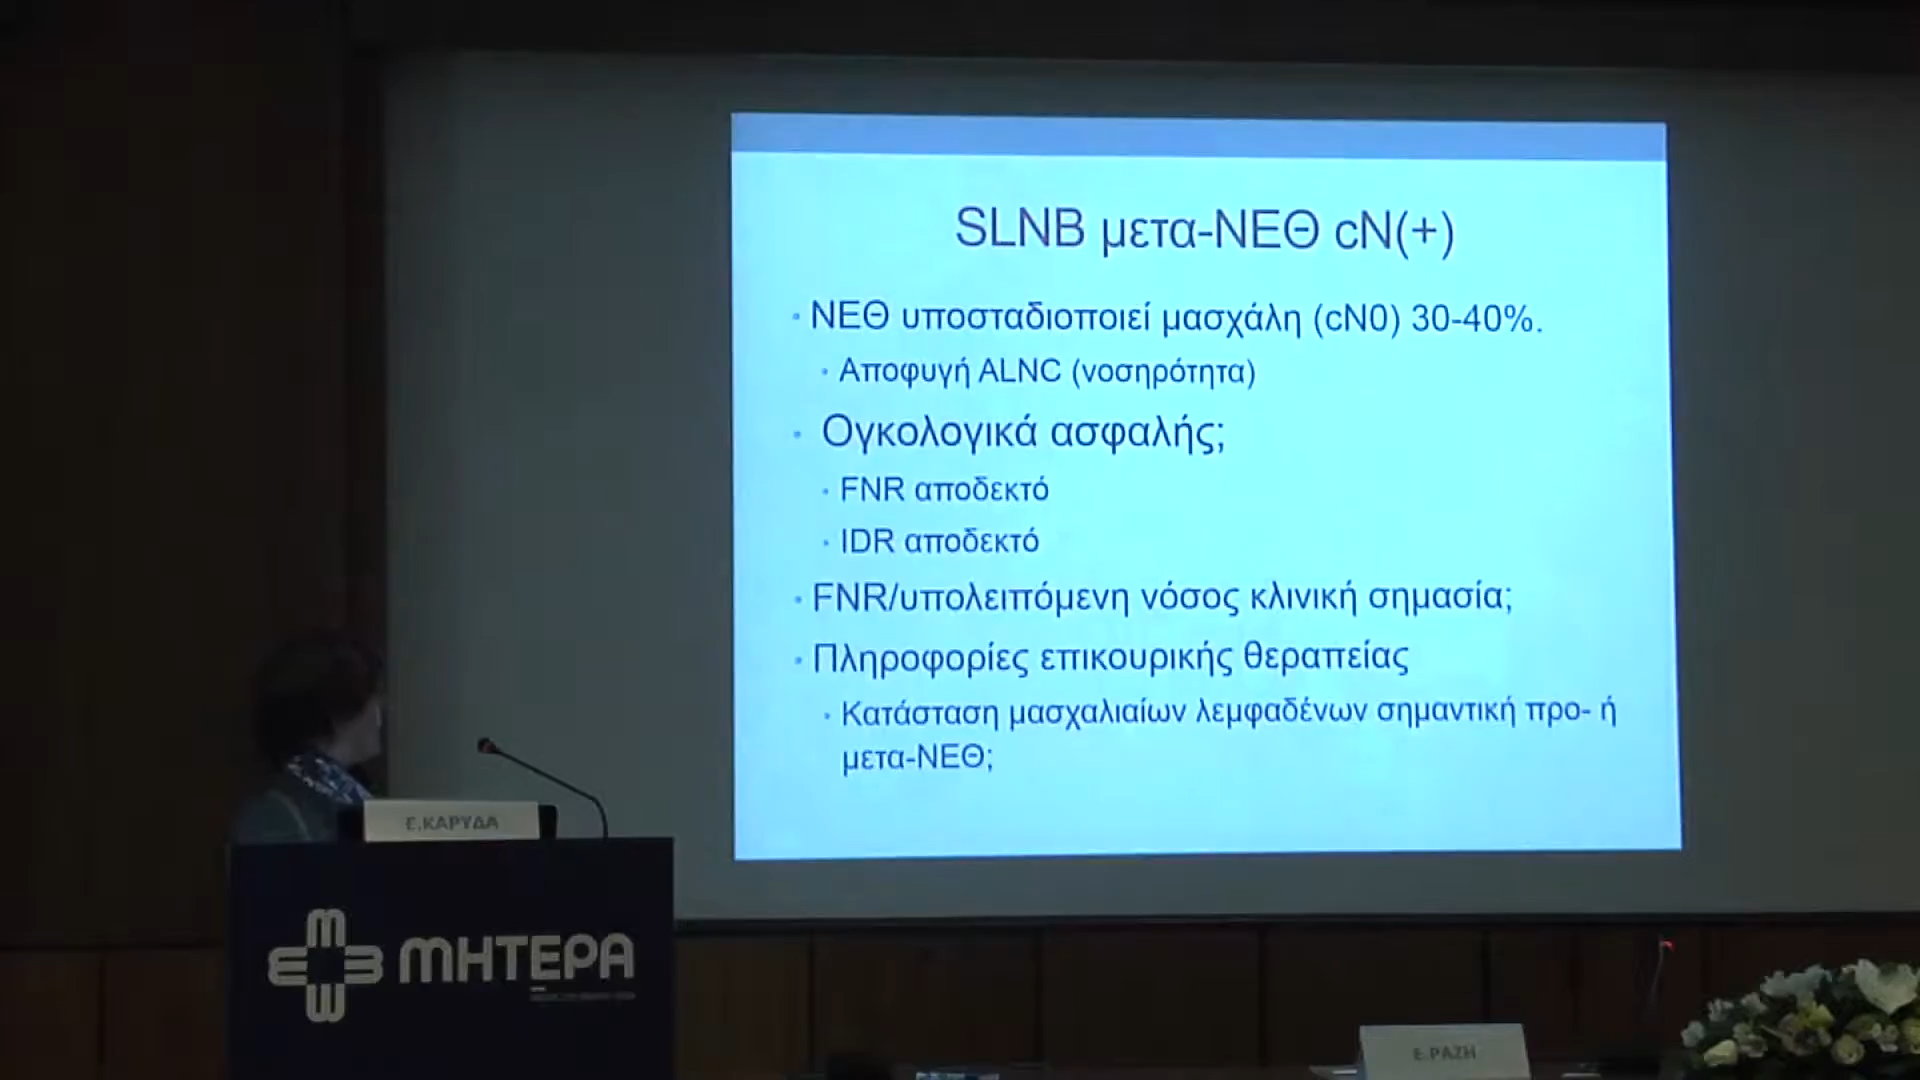 SLNB μετα-ΝΕΘ cN(+)
• ΝΕΘ υποσταδιοποιεί μασχάλη (cN0) 30-40%.
• Αποφυγή ALNC (νοσηρότητα)
• Ογκολογικά ασφαλής;
• FNR αποδεκτό
• IDR αποδεκτό
• FNR/υπολειπόμενη νόσος κλινική σημασία;
• Πληροφορίες επικουρικής θεραπείας
• Κατάσταση μασχαλιαίων λεμφαδένων σημαντική προ- ή
μετα-ΝΕΘ;
Ε.ΚΑΡΥΔΑ
ΜΗΤΕΡΑ
Ε.ΡΑΖΗ